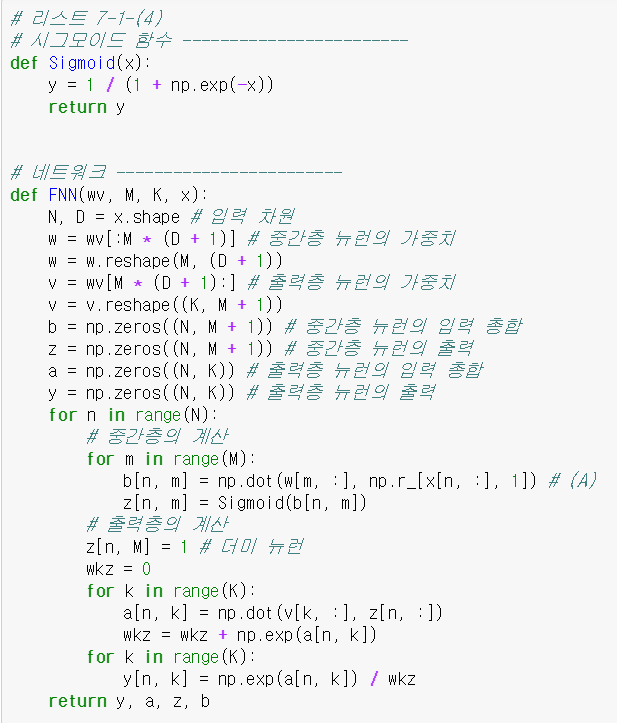 # 리스트 7-1-(4)
# 시그모이드 함수 ------------------------
def Sigmoid(x):
    y = 1 / (1 + np.exp(-x))
    return y
# 네트워크 ------------------------
def FNN(wv, M, K, x):
    N, D = x.shape # 입력 차원
    w = wv[:M * (D + 1)] # 중간층 뉴런의 가중치
    w = w.reshape(M, (D + 1))
    v = wv[M * (D + 1):] # 출력층 뉴런의 가중치
    v = v.reshape((K, M + 1))
    b = np.zeros((N, M + 1)) # 중간층 뉴런의 입력 총합
    z = np.zeros((N, M + 1)) # 중간층 뉴런의 출력
    a = np.zeros((N, K)) # 출력층 뉴런의 입력 총합
    y = np.zeros((N, K)) # 출력층 뉴런의 출력
    for n in range(N):
        # 중간층의 계산
        for m in range(M):
            b[n, m] = np.dot(w[m, :], np.r_[x[n, :], 1]) # (A)
            z[n, m] = Sigmoid(b[n, m])
        # 출력층의 계산
        z[n, M] = 1 # 더미 뉴런
        wkz = 0
        for k in range(K):
            a[n, k] = np.dot(v[k, :], z[n, :])
            wkz = wkz + np.exp(a[n, k])
        for k in range(K):
            y[n, k] = np.exp(a[n, k]) / wkz
    return y, a, z, b